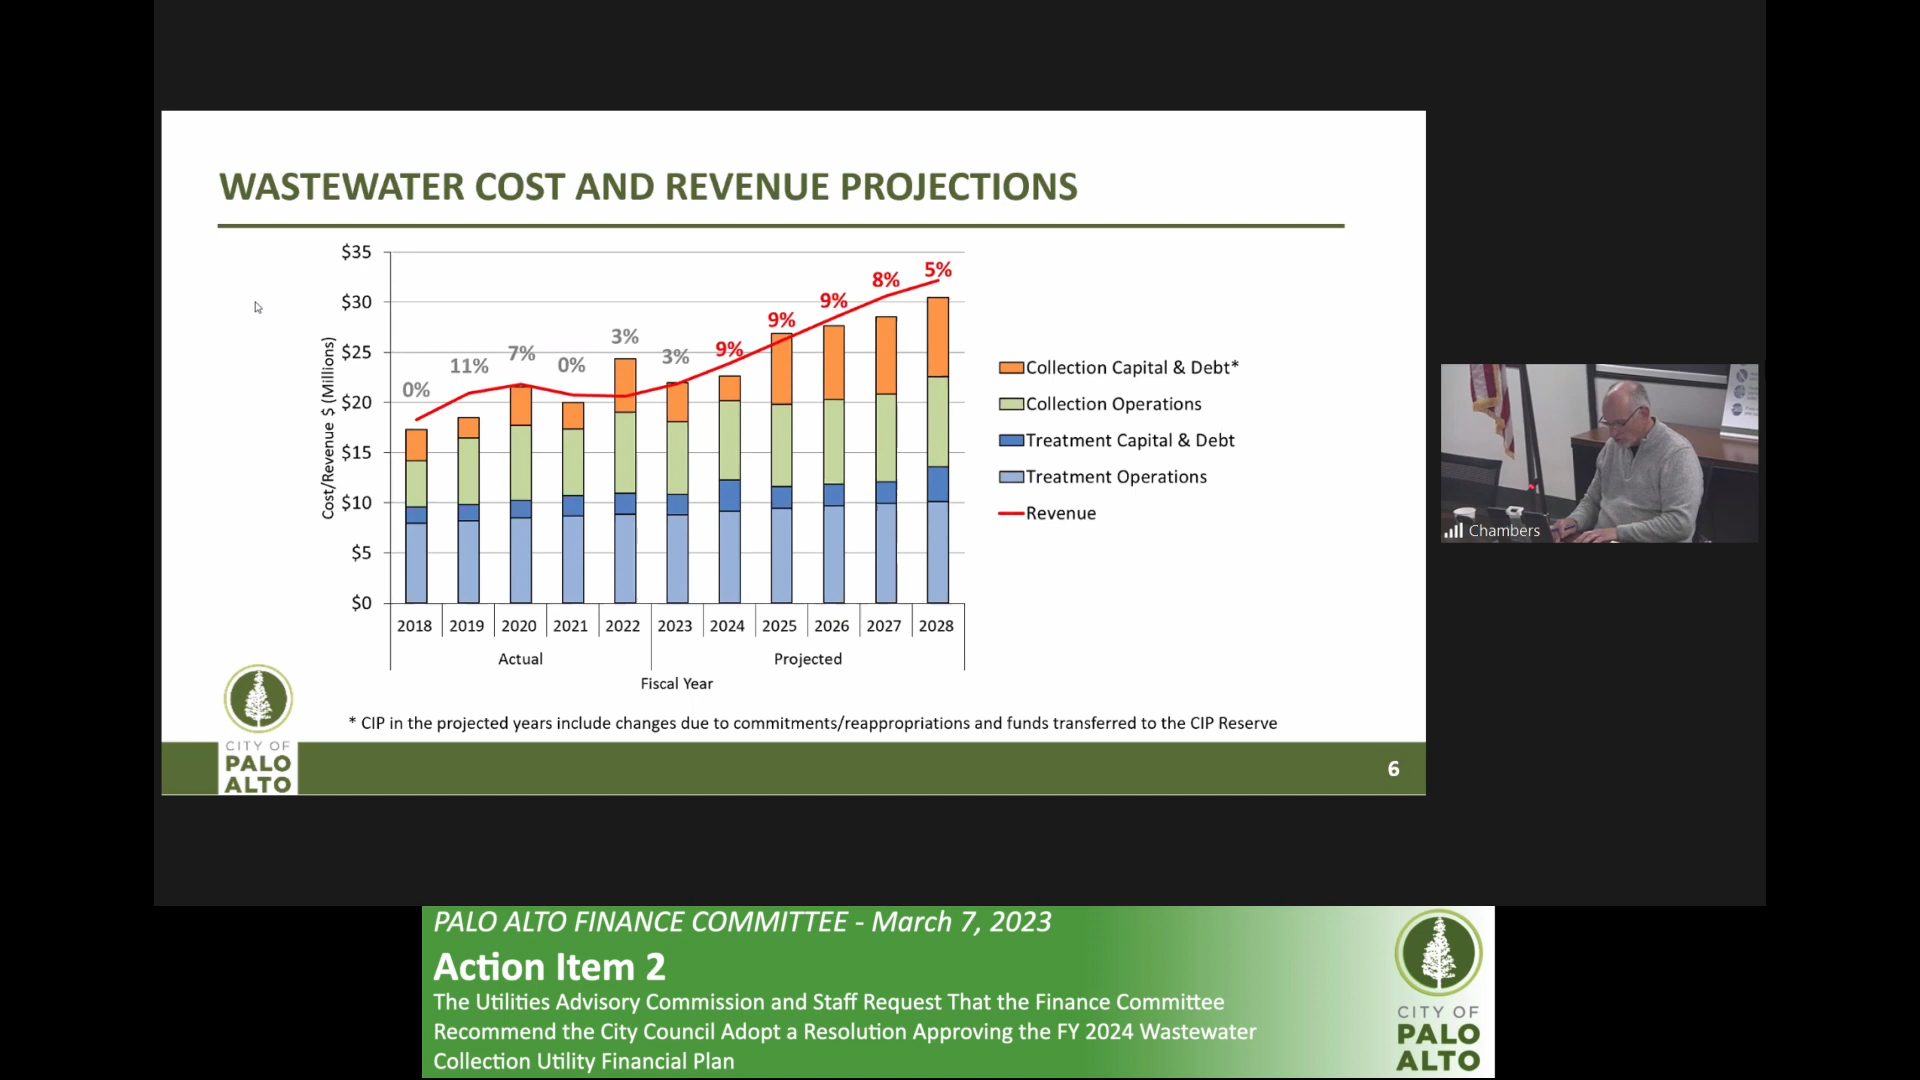 WASTEWATER COST AND REVENUE PROJECTIONS
Cost/Revenue $ (Millions)
$35
$30
$25
$20
$15
$10
$5
$0
0%
11%
7%
0%
3%
3%
9%
9%
9%
8%
5%
2018 2019 2020 2021 2022 2023 2024 2025 2026 2027 2028
Actual Projected
Fiscal Year
Collection Capital & Debt*
Collection Operations
Treatment Capital & Debt
Treatment Operations
Revenue
* CIP in the projected years include changes due to commitments/reappropriations and funds transferred to the CIP Reserve
CITY OF
PALO
ALTO
6
Chambers
PALO ALTO FINANCE COMMITTEE - March 7, 2023
Action Item 2
The Utilities Advisory Commission and Staff Request That the Finance Committee
Recommend the City Council Adopt a Resolution Approving the FY 2024 Wastewater
Collection Utility Financial Plan
CITY OF
PALO
ALTO